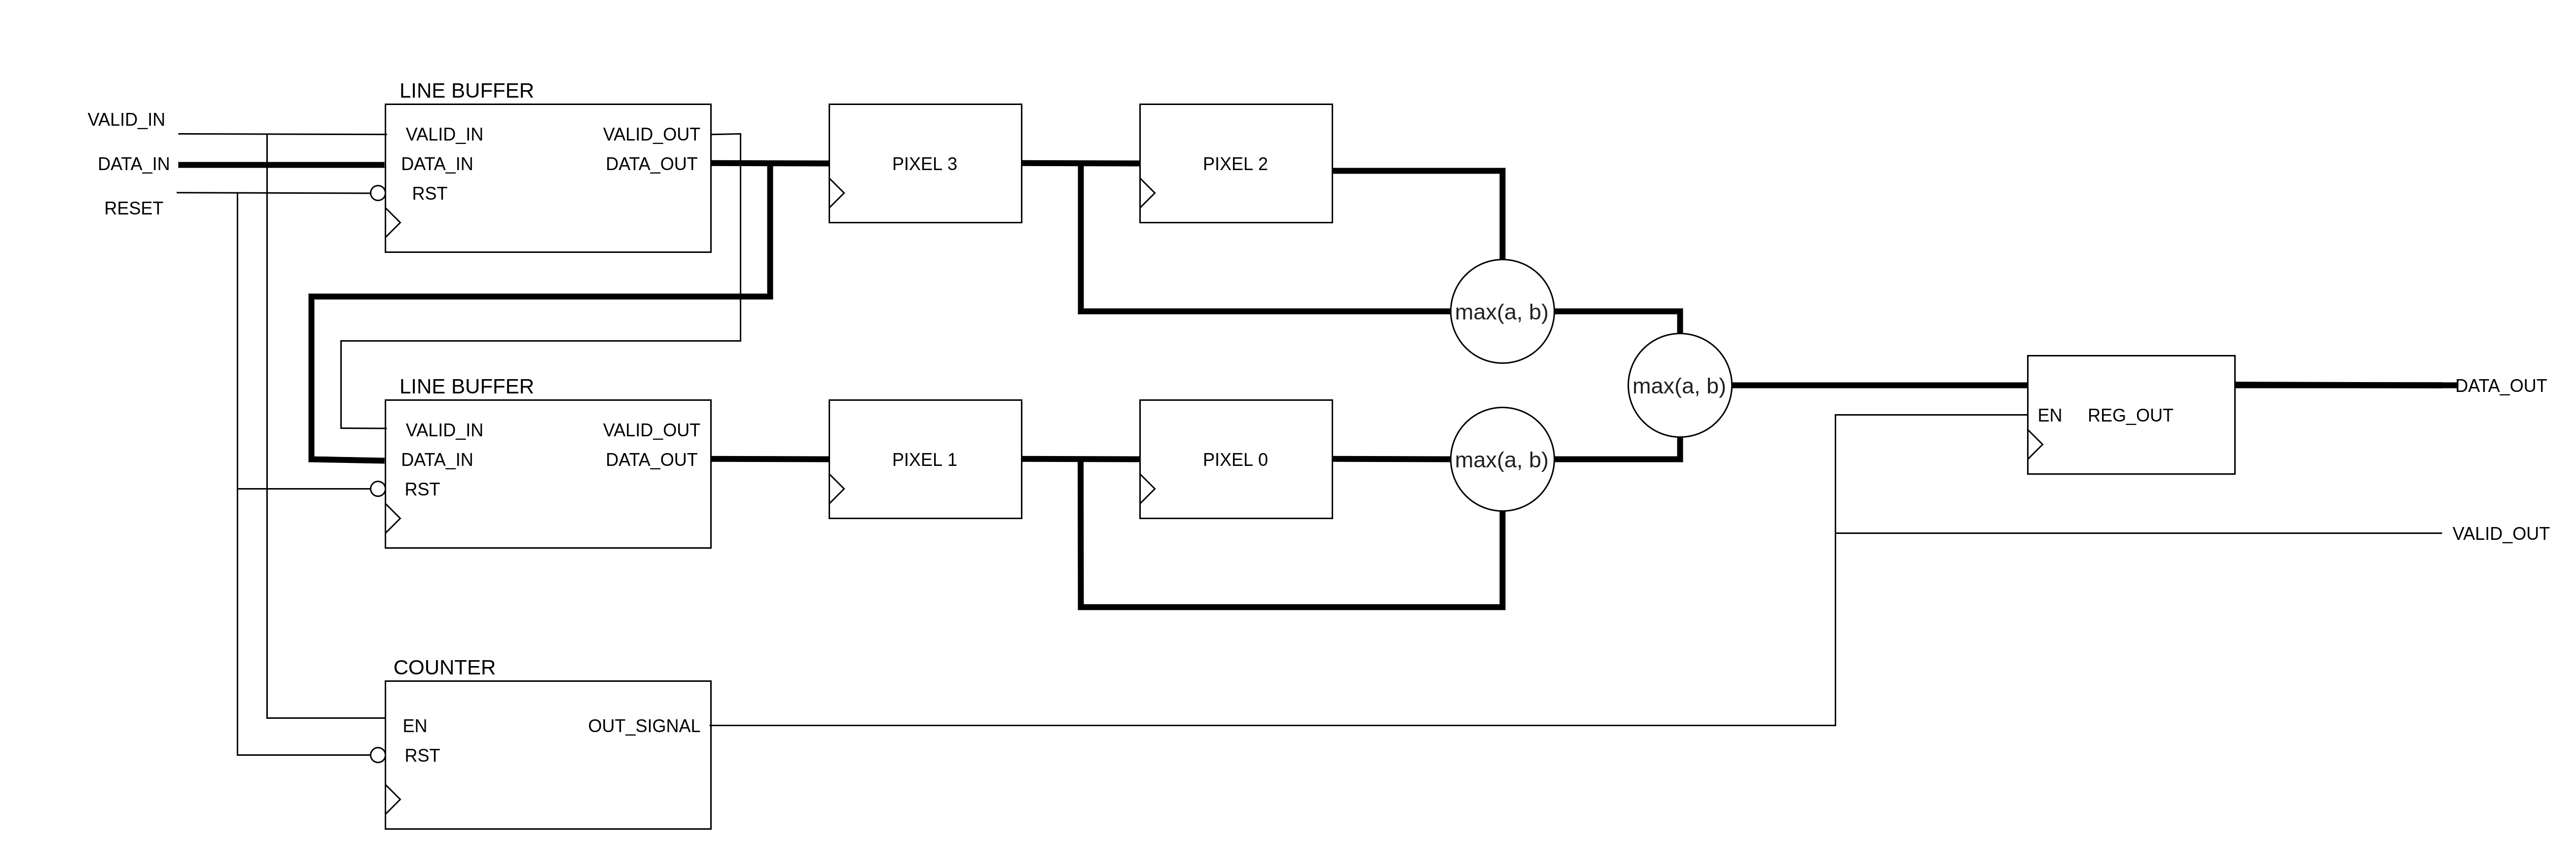 LINE BUFFER
VALID_IN
DATA_IN
RESET
VALID_IN
VALID_OUT
DATA_IN
DATA_OUT
RST
PIXEL 3
PIXEL 2
max(a, b)
LINE BUFFER
VALID_IN
VALID_OUT
DATA_IN
DATA_OUT
RST
PIXEL 1
PIXEL 0
max(a, b)
max(a, b)
EN
REG_OUT
DATA_OUT
VALID_OUT
COUNTER
EN
OUT_SIGNAL
RST